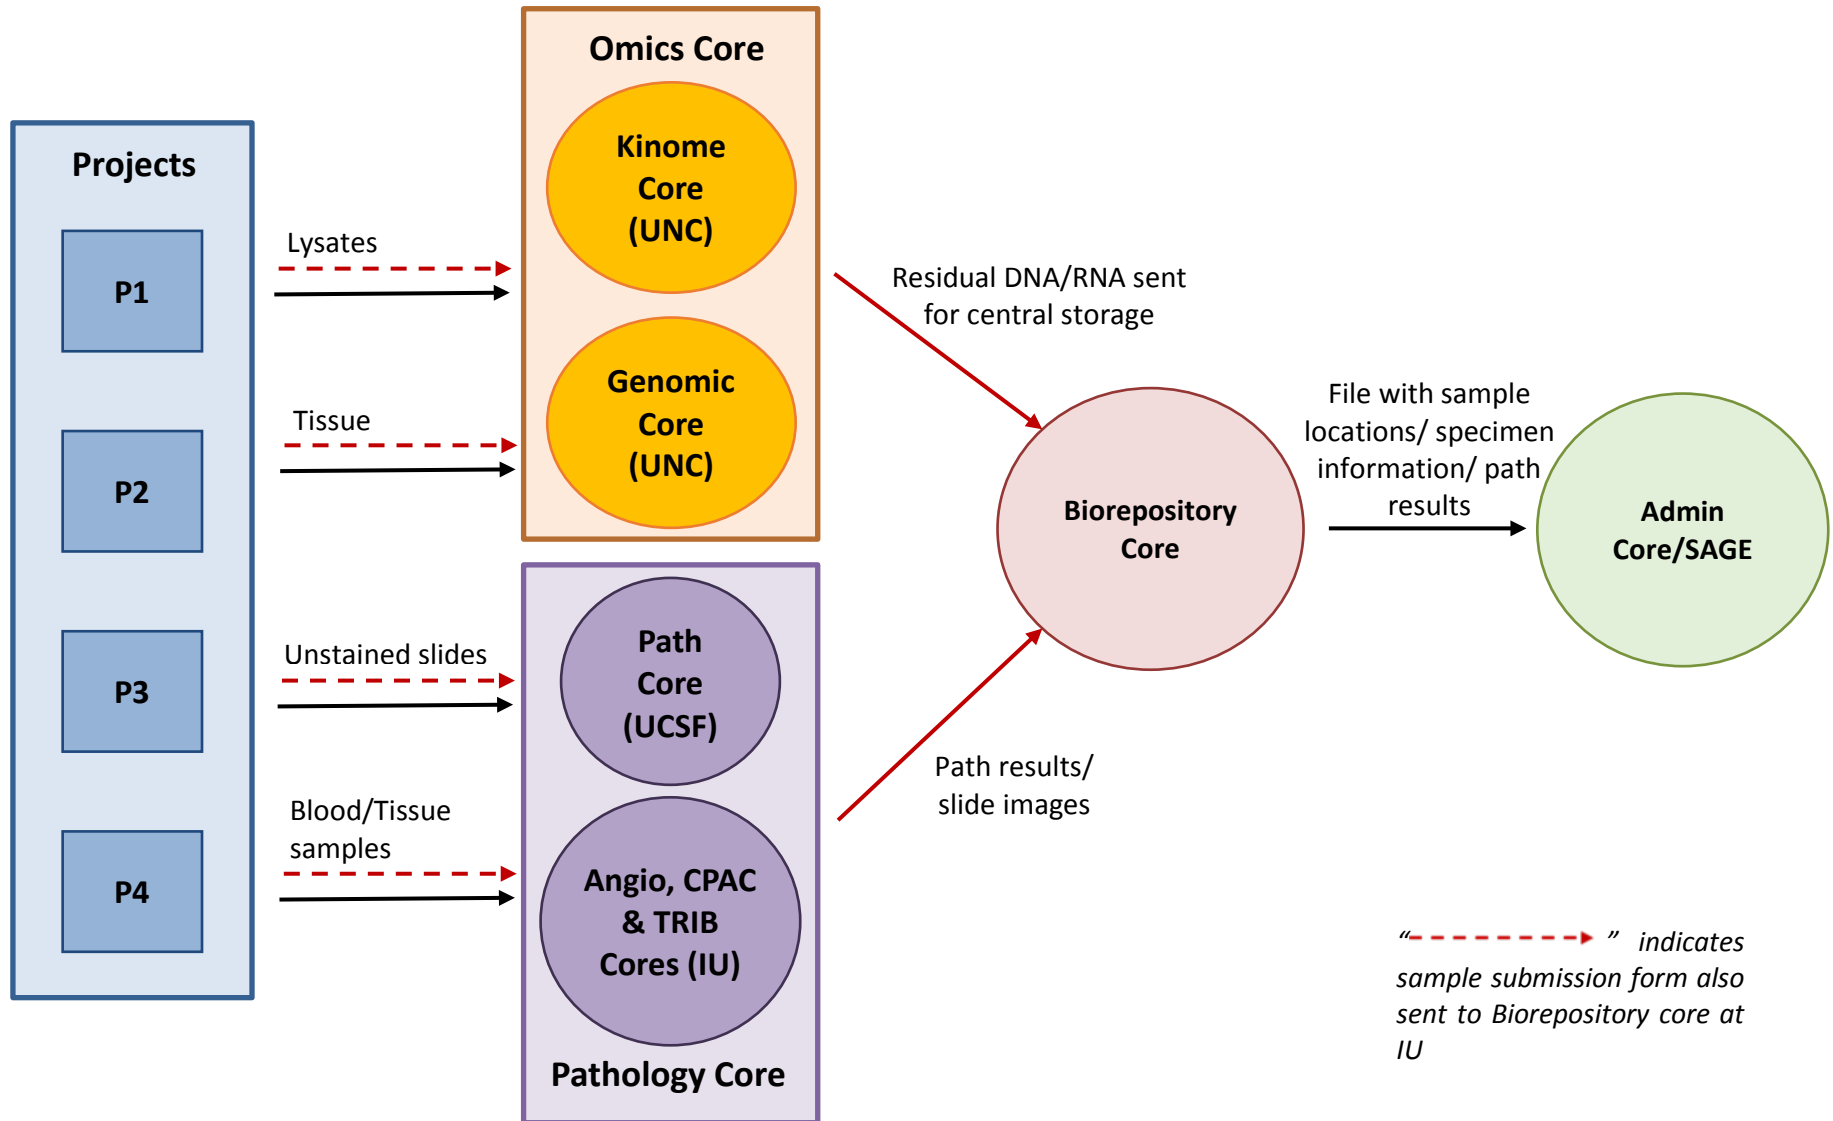 Projects
P1
P2
P3
P4
Lysates
Tissue
Unstained slides
Blood/Tissue
samples
Omics Core
Kinome
Core
(UNC)
Genomic
Core
(UNC)
Path
Core
(UCSF)
Angio, CPAC
& TRIB
Cores (IU)
Pathology Core
Residual DNA/RNA sent
for central storage
Path results/
slide images
Biorepository
Core
File with sample
locations/ specimen
information/ path
results
Admin
Core/SAGE
“ ” indicates
sample submission form also
sent to Biorepository core at
IU